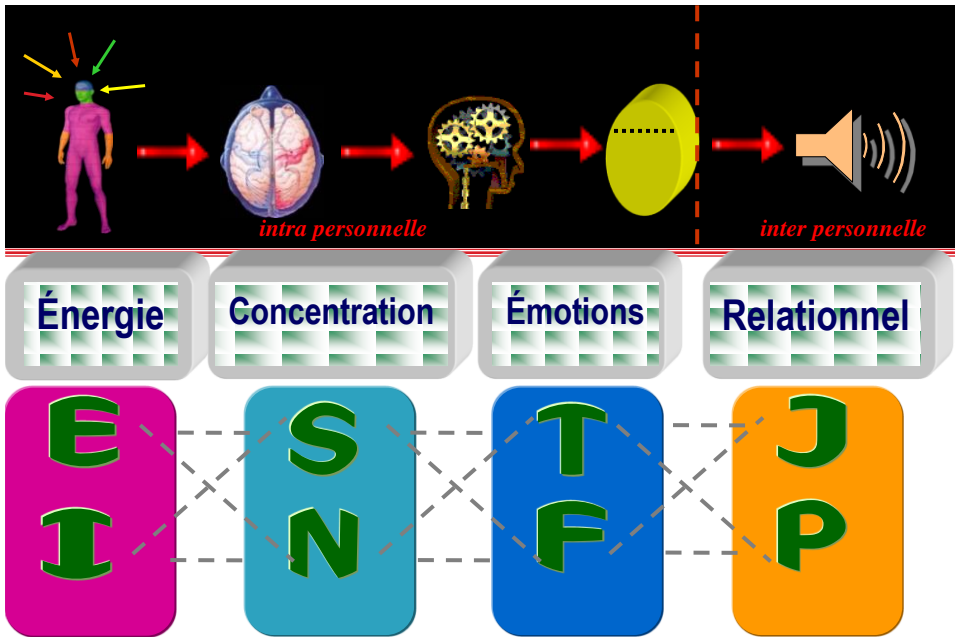 intra personnelle
inter personnelle
Énergie
Concentration
Émotions
Relationnel
E
S
T
J
I
N
F
P